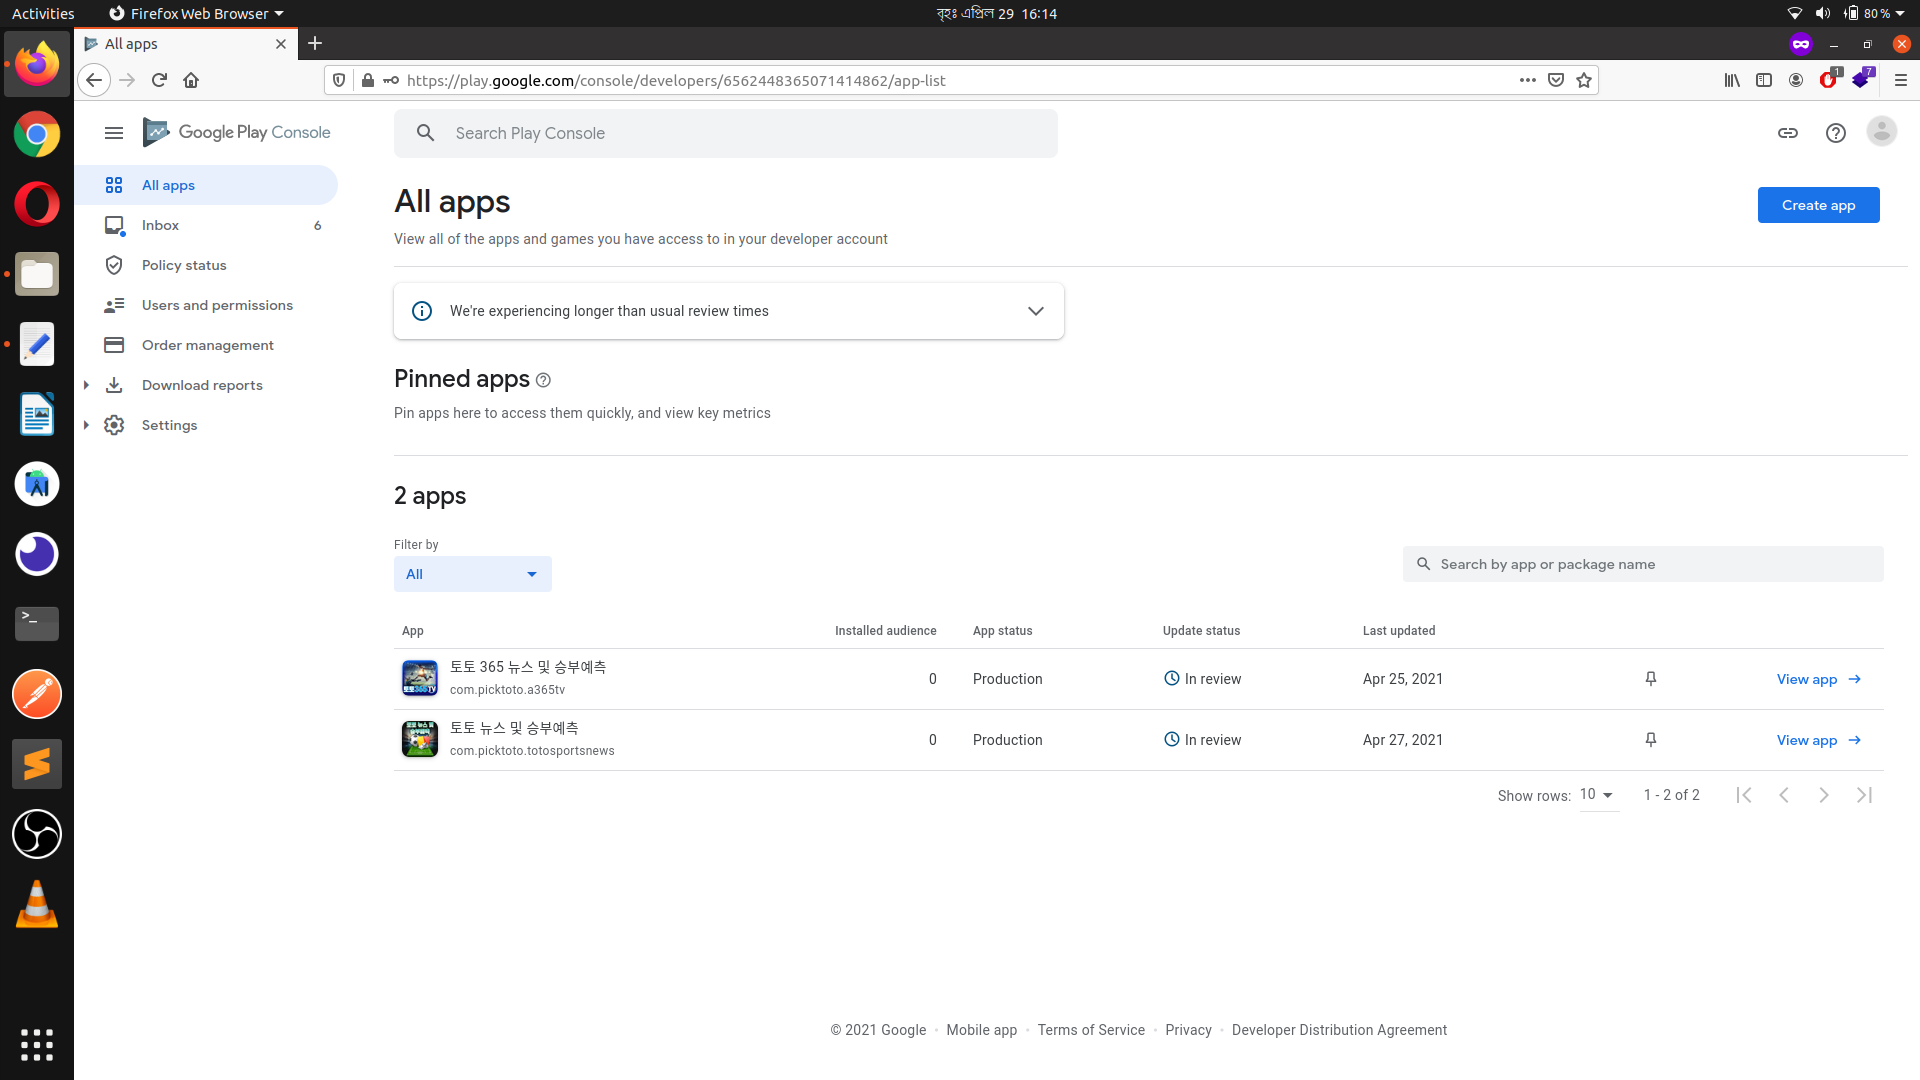 Activities
Firefox Web Browser
বৃহঃ এপ্রিল 29 16:14
80 %
All apps
https://play.google.com/console/developers/6562448365071414862/app-list
1
7
Google Play Console
Search Play Console
All apps
Inbox 6
Policy status
Users and permissions
Order management
Download reports
Settings
All apps
Create app
View all of the apps and games you have access to in your developer account
We're experiencing longer than usual review times
Pinned apps
Pin apps here to access them quickly, and view key metrics
2 apps
Filter by
All
Search by app or package name
App Installed audience App status Update status Last updated
토토 365 뉴스 및 승부예측
com.picktoto.a365tv
0 Production In review Apr 25, 2021 View app
토토 뉴스 및 승부예측
com.picktoto.totosportsnews
0 Production In review Apr 27, 2021 View app
Show rows: 10 1 - 2 of 2
© 2021 Google · Mobile app · Terms of Service · Privacy · Developer Distribution Agreement